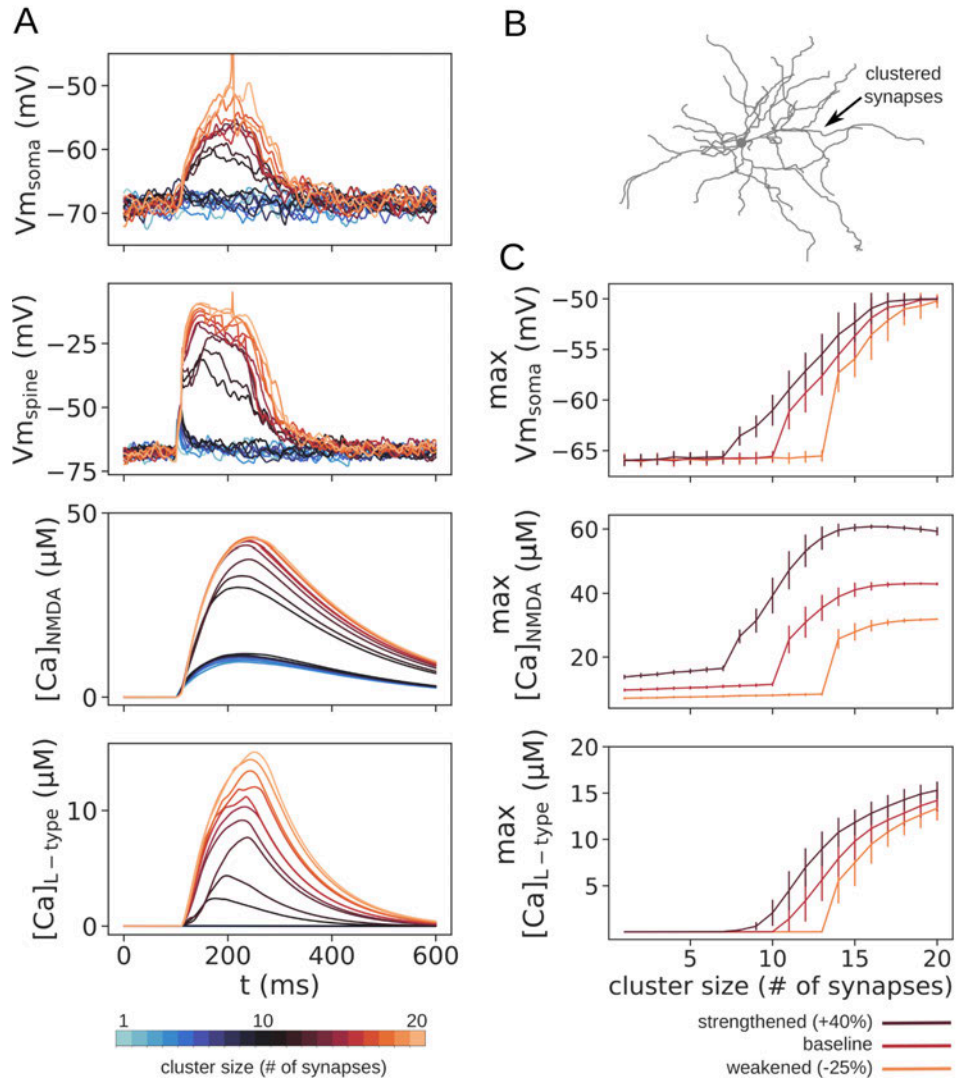 A
Vm_soma (mV)
−50
−60
−70
Vm_spine (mV)
−25
−50
−75
[Ca]_NMDA (μM)
50
0
[Ca]_L−type (μM)
10
0
0
200
400
600
t (ms)
1
10
20
cluster size (# of synapses)
B
clustered
synapses
C
max
Vm_soma (mV)
−50
−55
−60
−65
max
[Ca]_NMDA (μM)
60
40
20
max
[Ca]_L−type (μM)
20
15
10
5
5
10
15
20
cluster size (# of synapses)
strengthened (+40%)
baseline
weakened (-25%)